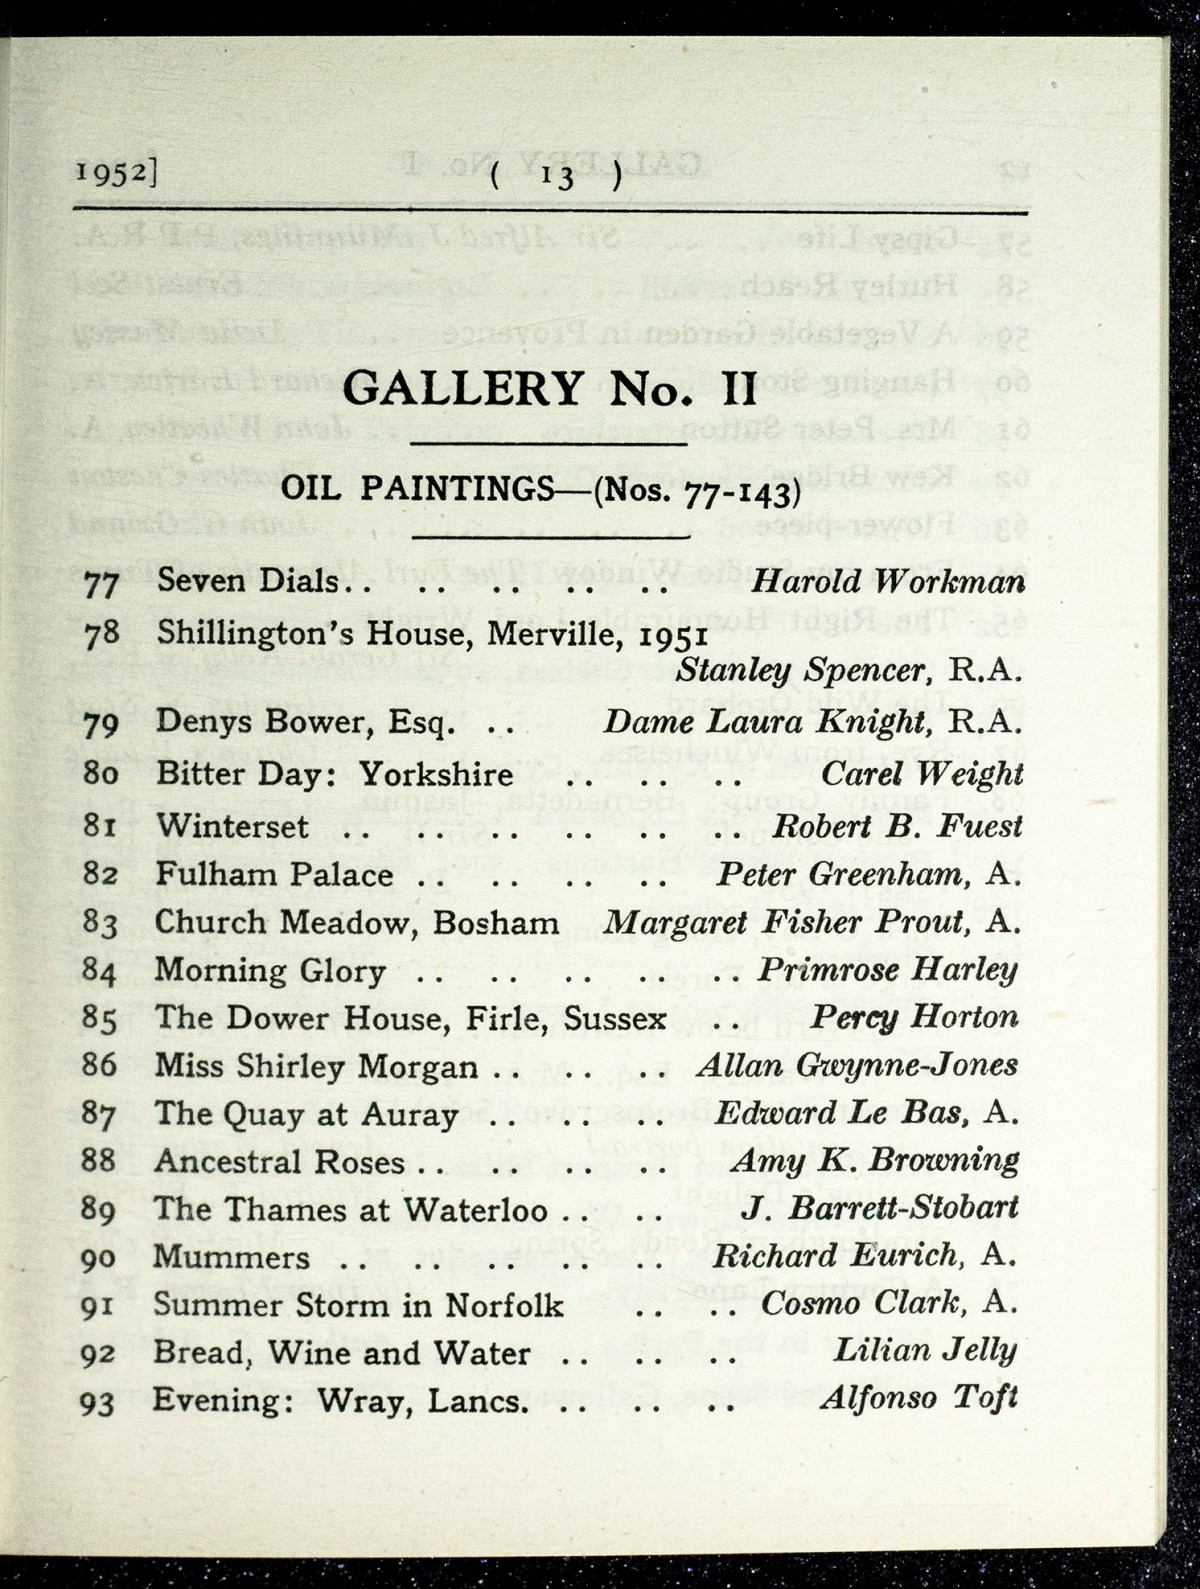 1952] ( 13 )
GALLERY No. II
OIL PAINTINGS—(Nos. 77-143)
77 Seven Dials.. .. .. .. .. Harold Workman
78 Shillington's House, Merville, 1951
Stanley Spencer, R.A.
79 Denys Bower, Esq. .. Dame Laura Knight, R.A.
80 Bitter Day: Yorkshire .. .. .. Carel Weight
81 Winterset .. .. .. .. .. .. Robert B. Fuest
82 Fulham Palace .. .. .. .. Peter Greenham, A.
83 Church Meadow, Bosham Margaret Fisher Prout, A.
84 Morning Glory .. .. .. .. .. Primrose Harley
85 The Dower House, Firle, Sussex .. Percy Horton
86 Miss Shirley Morgan .. .. .. Allan Gwynne-Jones
87 The Quay at Auray .. .. .. Edward Le Bas, A.
88 Ancestral Roses .. .. .. .. Amy K. Browning
89 The Thames at Waterloo .. .. J. Barrett-Stobart
90 Mummers .. .. .. .. .. Richard Eurich, A.
91 Summer Storm in Norfolk .. .. Cosmo Clark, A.
92 Bread, Wine and Water .. .. .. Lilian Jelly
93 Evening: Wray, Lancs. .. .. .. Alfonso Toft